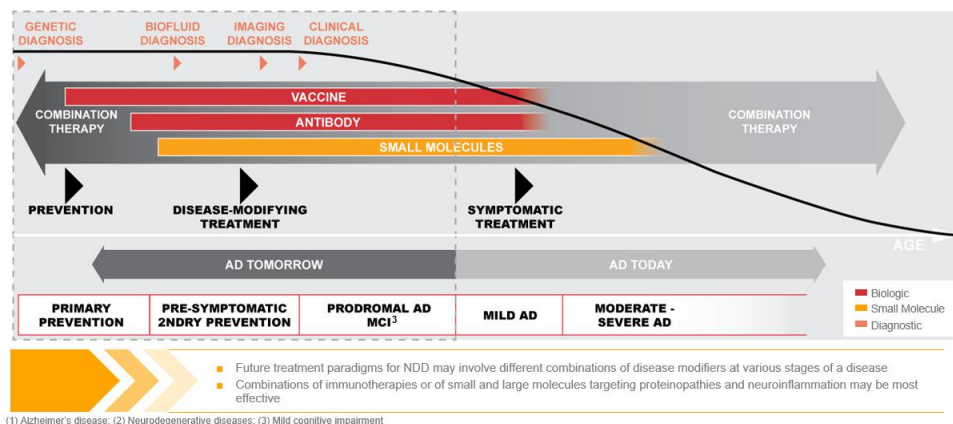 GENETIC
DIAGNOSIS
BIOFLUID
DIAGNOSIS
IMAGING
DIAGNOSIS
CLINICAL
DIAGNOSIS
VACCINE
COMBINATION
THERAPY
ANTIBODY
COMBINATION
THERAPY
SMALL MOLECULES
PREVENTION
DISEASE-MODIFYING
TREATMENT
SYMPTOMATIC
TREATMENT
AGE
AD TOMORROW
AD TODAY
PRIMARY
PREVENTION
PRE-SYMPTOMATIC
2NDRY PREVENTION
PRODROMAL AD
MCI3
MILD AD
MODERATE -
SEVERE AD
Biologic
Small Molecule
Diagnostic
Future treatment paradigms for NDD may involve different combinations of disease modifiers at various stages of a disease
Combinations of immunotherapies or of small and large molecules targeting proteinopathies and neuroinflammation may be most
effective
(1) Alzheimer's disease; (2) Neurodegenerative diseases; (3) Mild cognitive impairment